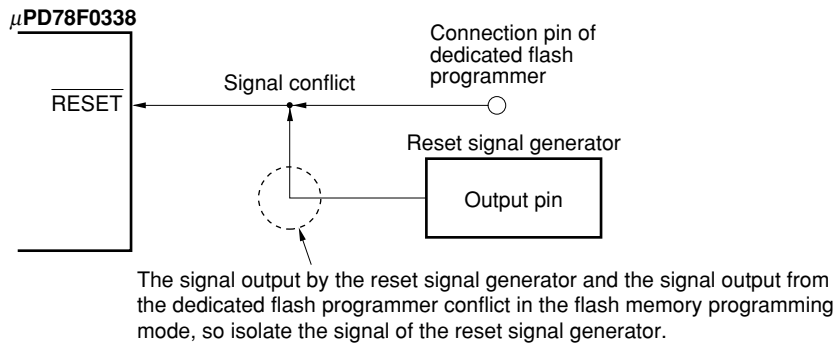 μPD78F0338
Connection pin of
dedicated flash
programmer
Signal conflict
RESET
Reset signal generator
Output pin
The signal output by the reset signal generator and the signal output from
the dedicated flash programmer conflict in the flash memory programming
mode, so isolate the signal of the reset signal generator.